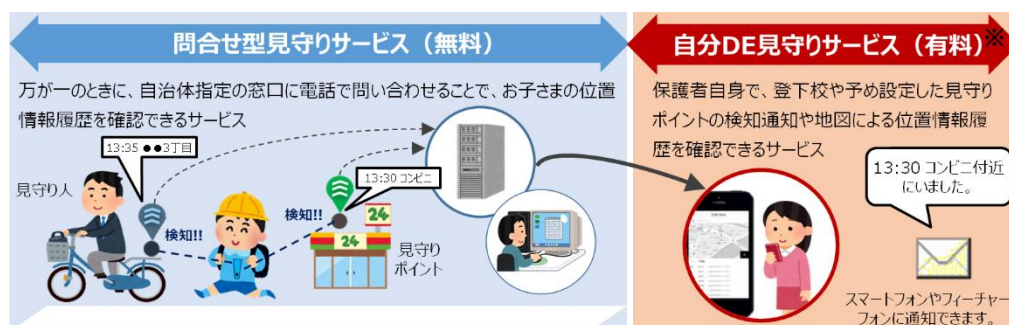 問合せ型見守りサービス（無料）
万が一のときに、自治体指定の窓口に電話で問い合わせることで、お子さまの位置
情報履歴を確認できるサービス
13:35 ●●3丁目
見守り人
検知!!
検知!!
13:30 コンビニ
24
24
見守り
ポイント
自分DE見守りサービス（有料）※
保護者自身で、登下校や予め設定した見守り
ポイントの検知通知や地図による位置情報履
歴を確認できるサービス
13:30 コンビニ付近
にいました。
スマートフォンやフィーチャー
フォンに通知できます。